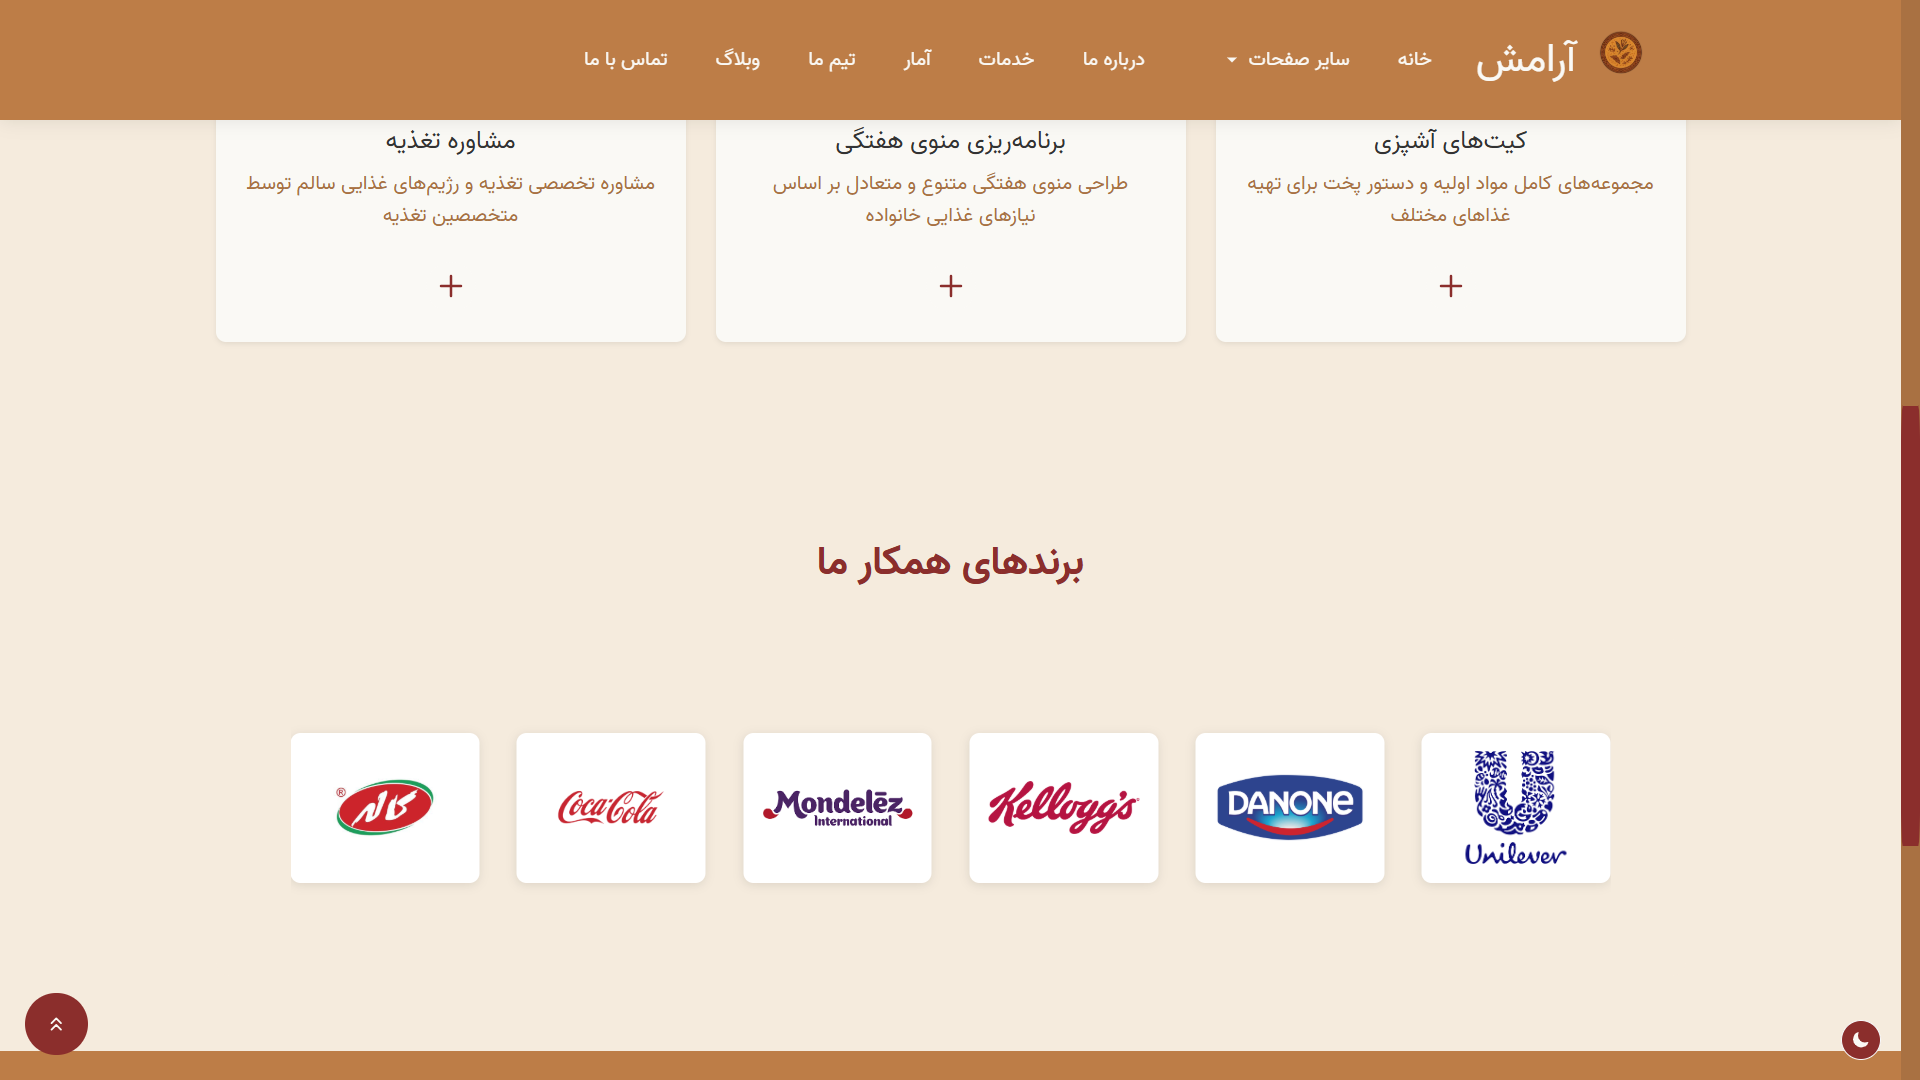 آرامش
خانه
سایر صفحات
درباره ما
خدمات
آمار
تیم ما
وبلاگ
تماس با ما
کیت‌های آشپزی
مجموعه‌های کامل مواد اولیه و دستور پخت برای تهیه
غذاهای مختلف
برنامه‌ریزی منوی هفتگی
طراحی منوی هفتگی متنوع و متعادل بر اساس
نیازهای غذایی خانواده
مشاوره تغذیه
مشاوره تخصصی تغذیه و رژیم‌های غذایی سالم توسط
متخصصین تغذیه
برندهای همکار ما
Unilever
DANONE
Kellogg's
Mondelēz
International
Coca-Cola
کاله ®